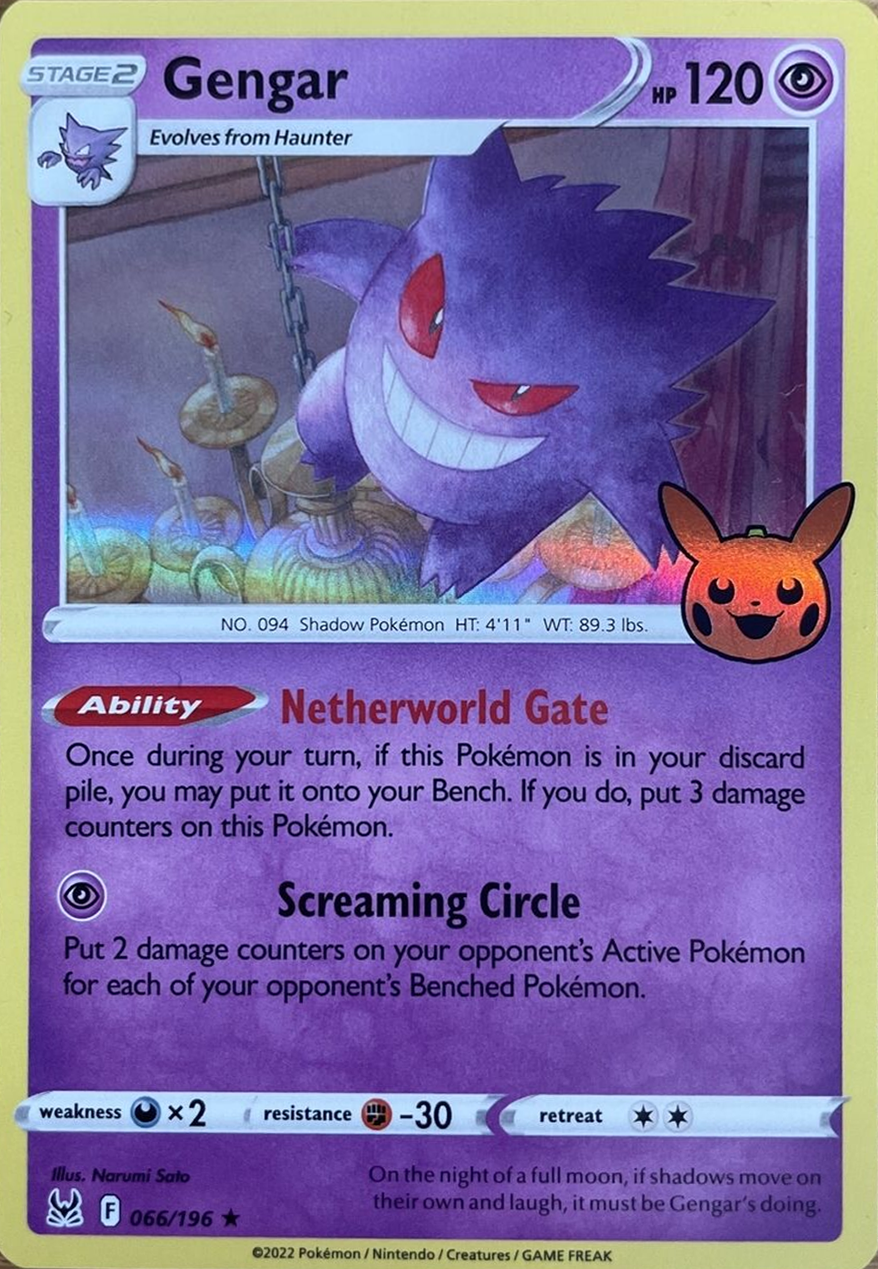 STAGE2
Gengar
HP 120
Evolves from Haunter
NO. 094 Shadow Pokémon HT: 4'11" WT: 89.3 lbs.
Ability Netherworld Gate
Once during your turn, if this Pokémon is in your discard
pile, you may put it onto your Bench. If you do, put 3 damage
counters on this Pokémon.
Screaming Circle
Put 2 damage counters on your opponent's Active Pokémon
for each of your opponent's Benched Pokémon.
weakness ×2 resistance -30 retreat
Illus. Narumi Sato
On the night of a full moon, if shadows move on
their own and laugh, it must be Gengar's doing.
F 066/196 ★
©2022 Pokémon / Nintendo / Creatures / GAME FREAK